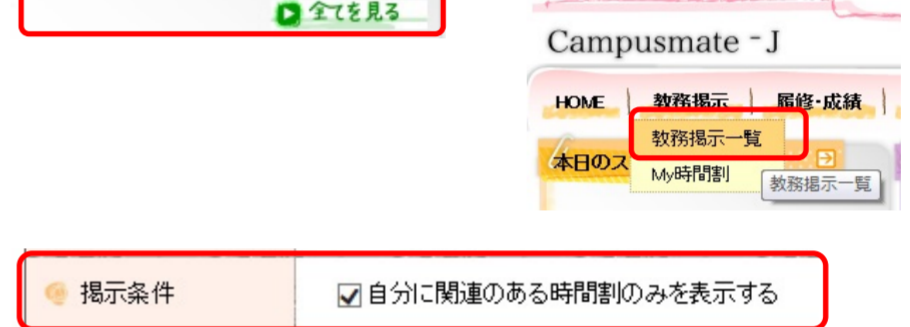 全てを見る
Campusmate -J
HOME 教務掲示 履修・成績
教務掲示一覧
本日のス
My時間割
教務掲示一覧
掲示条件 自分に関連のある時間割のみを表示する